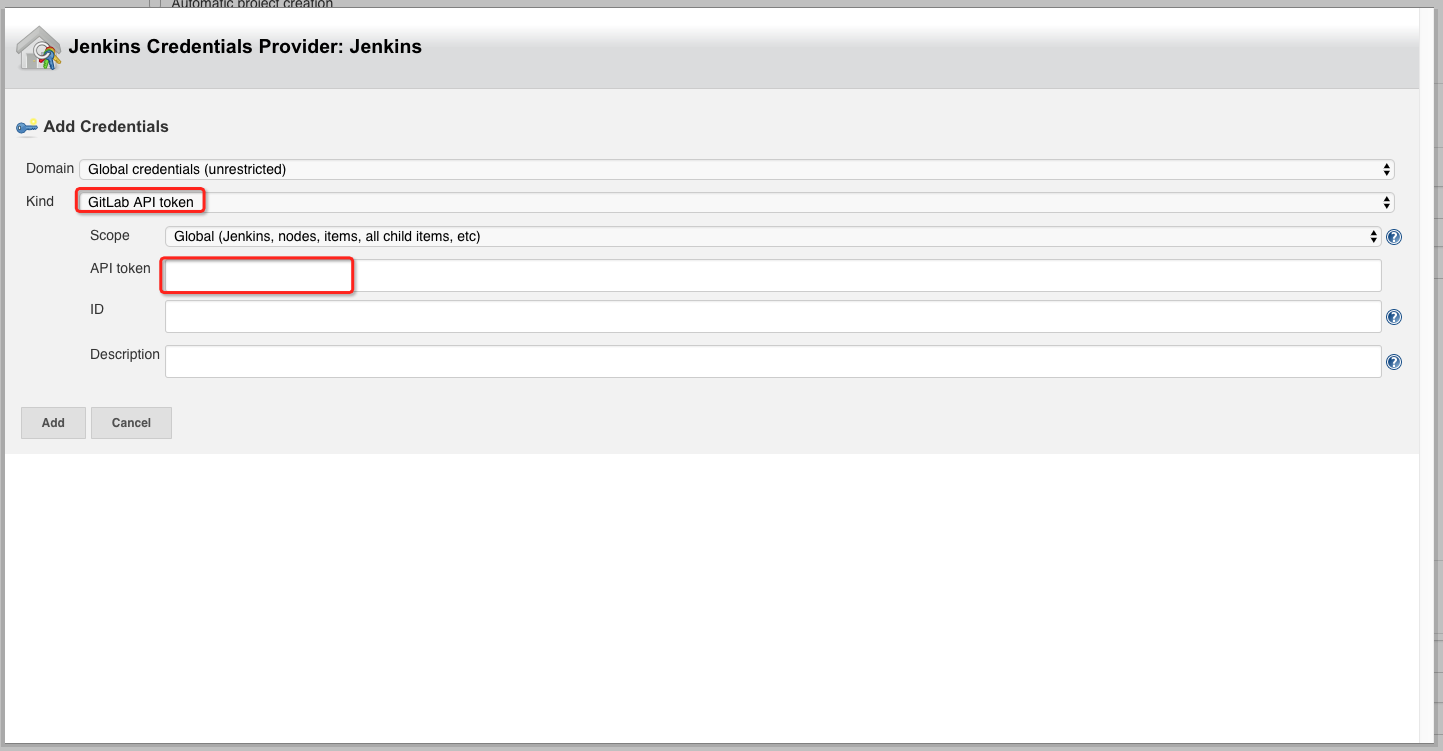 Automatic project creation
Jenkins Credentials Provider: Jenkins
Add Credentials
Domain Global credentials (unrestricted)
Kind GitLab API token
Scope Global (Jenkins, nodes, items, all child items, etc)
API token
ID
Description
Add Cancel